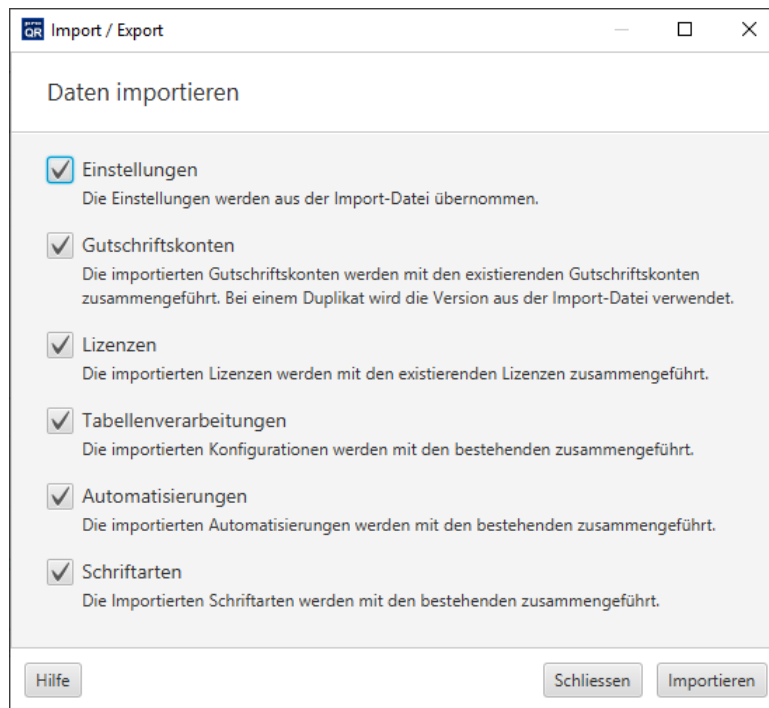 QR
Import / Export
Daten importieren
Einstellungen
Die Einstellungen werden aus der Import-Datei übernommen.
Gutschriftskonten
Die importierten Gutschriftskonten werden mit den existierenden Gutschriftskonten
zusammengeführt. Bei einem Duplikat wird die Version aus der Import-Datei verwendet.
Lizenzen
Die importierten Lizenzen werden mit den existierenden Lizenzen zusammengeführt.
Tabellenverarbeitungen
Die importierten Konfigurationen werden mit den bestehenden zusammengeführt.
Automatisierungen
Die importierten Automatisierungen werden mit den bestehenden zusammengeführt.
Schriftarten
Die Importierten Schriftarten werden mit den bestehenden zusammengeführt.
Hilfe
Schliessen
Importieren